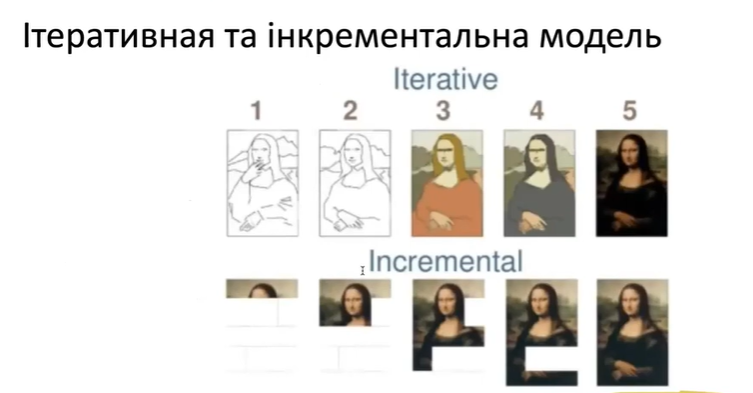 Ітеративная та інкрементальна модель
Iterative
1 2 3 4 5
Incremental